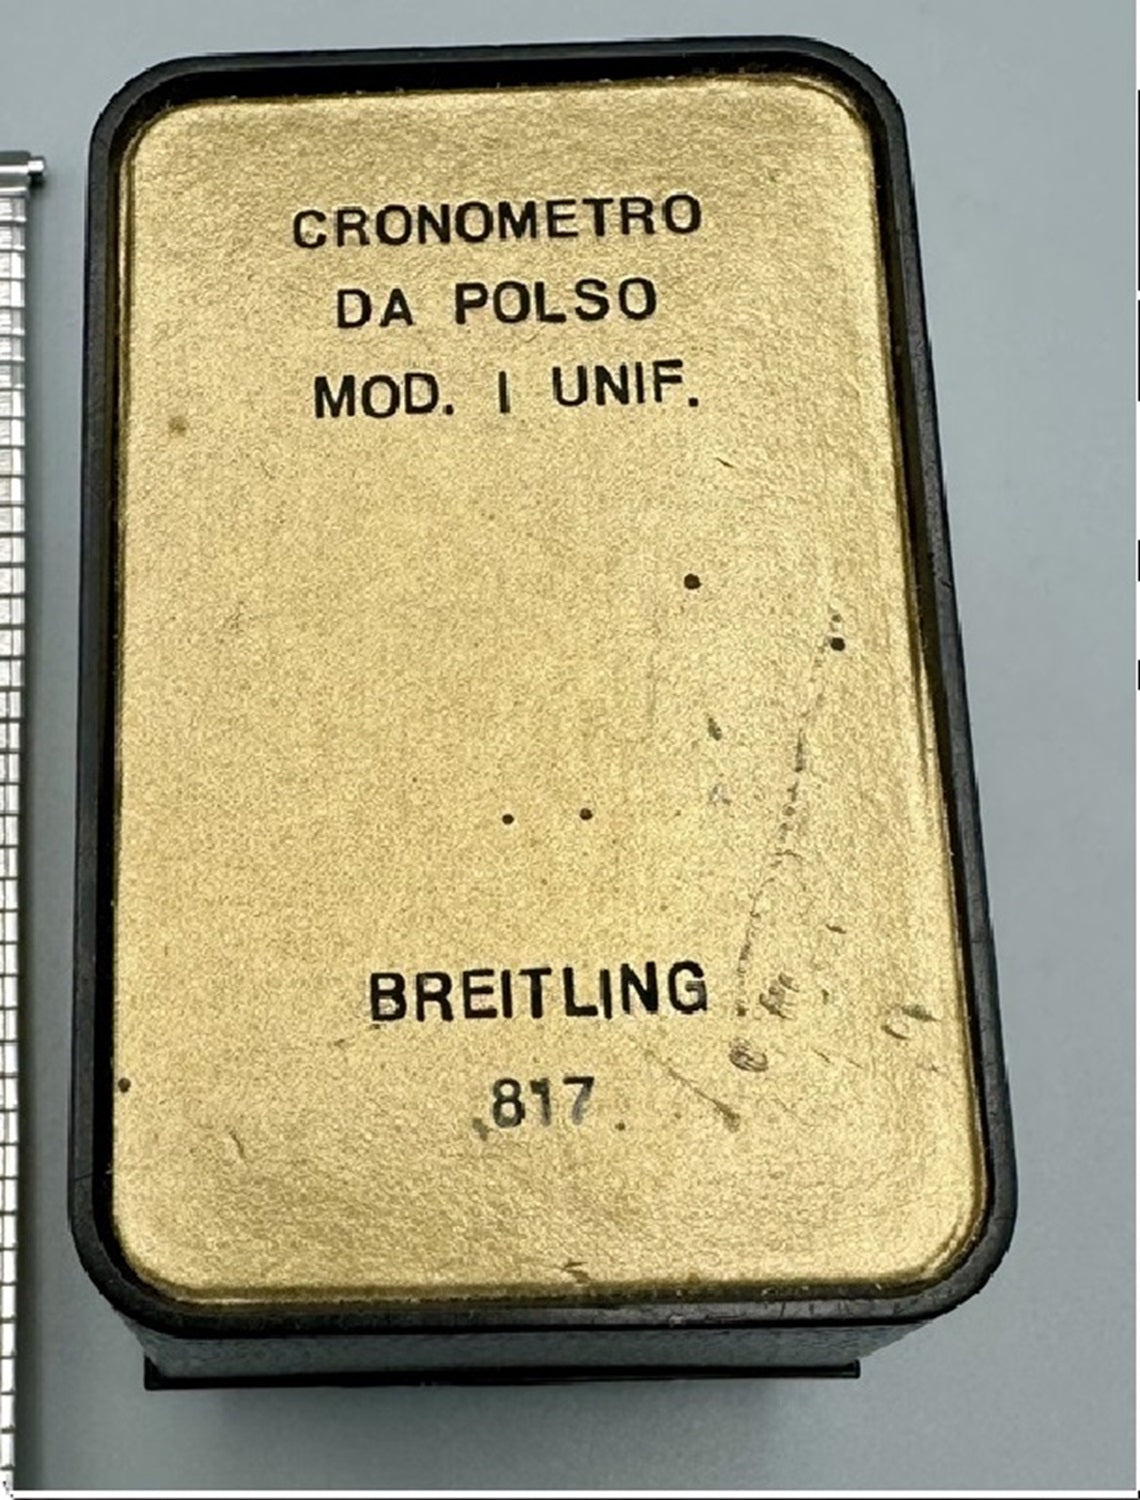 CRONOMETRO
DA POLSO
MOD. I UNIF.
BREITLING
817